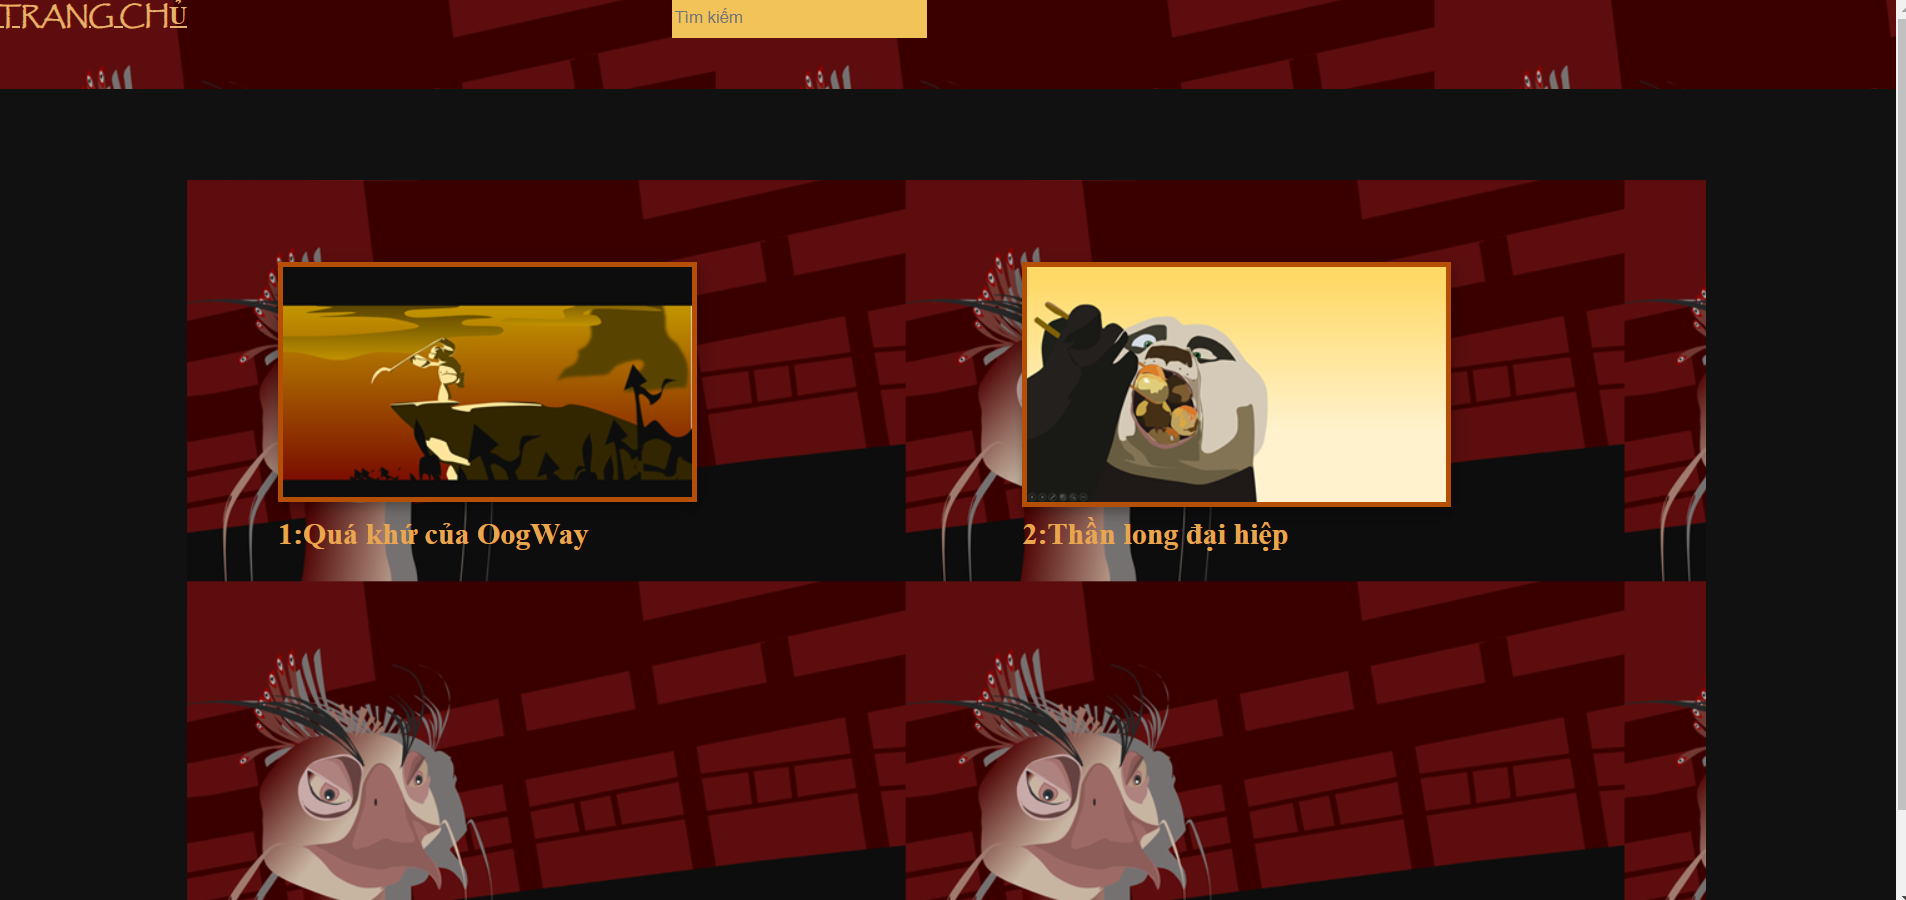 TRANG CHỦ
Tìm kiếm
1:Quá khứ của OogWay
2:Thần long đại hiệp